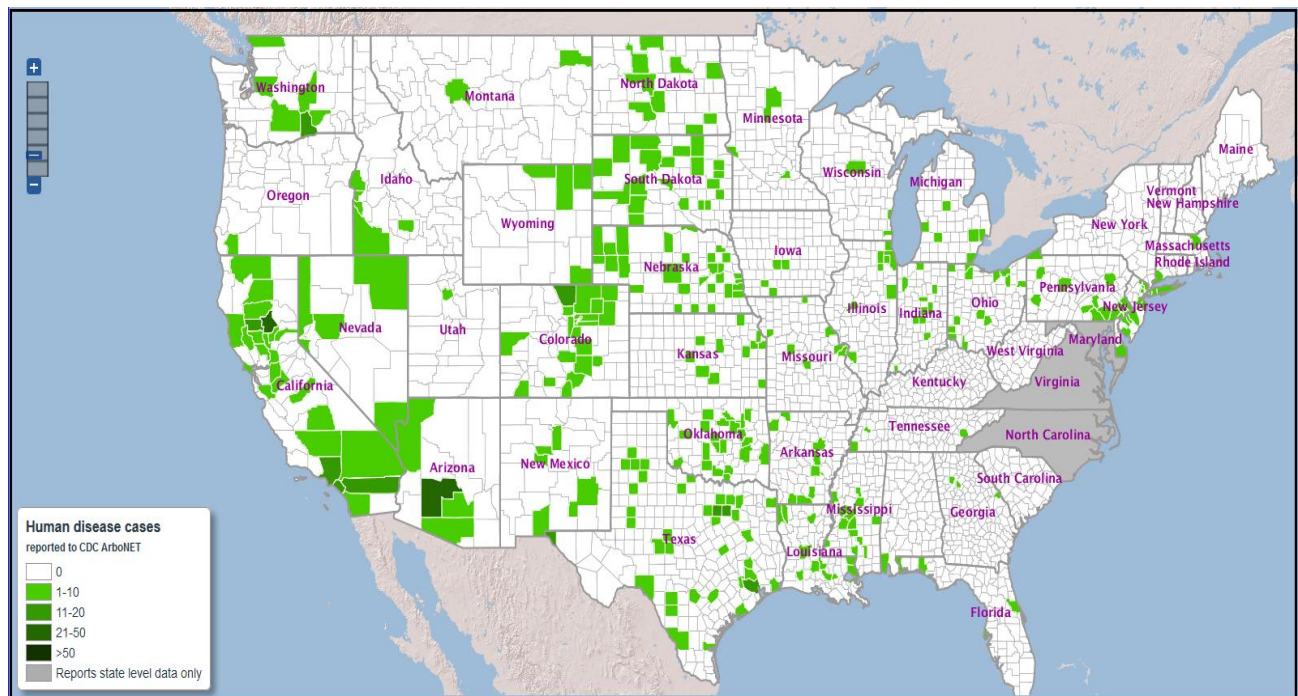 Washington
Montana
North Dakota
Minnesota
Maine
Idaho
Oregon
South Dakota
Wisconsin
Michigan
Vermont
New Hampshire
Wyoming
New York
Massachusetts
Rhode Island
Iowa
Nebraska
Pennsylvania
New Jersey
Illinois
Indiana
Ohio
Nevada
Utah
Colorado
Maryland
West Virginia
Kansas
Missouri
California
Kentucky
Virginia
Tennessee
Oklahoma
North Carolina
Arkansas
Arizona
New Mexico
South Carolina
Mississippi
Georgia
Texas
Louisiana
Florida
+
−
Human disease cases
reported to CDC ArboNET
0
1-10
11-20
21-50
>50
Reports state level data only